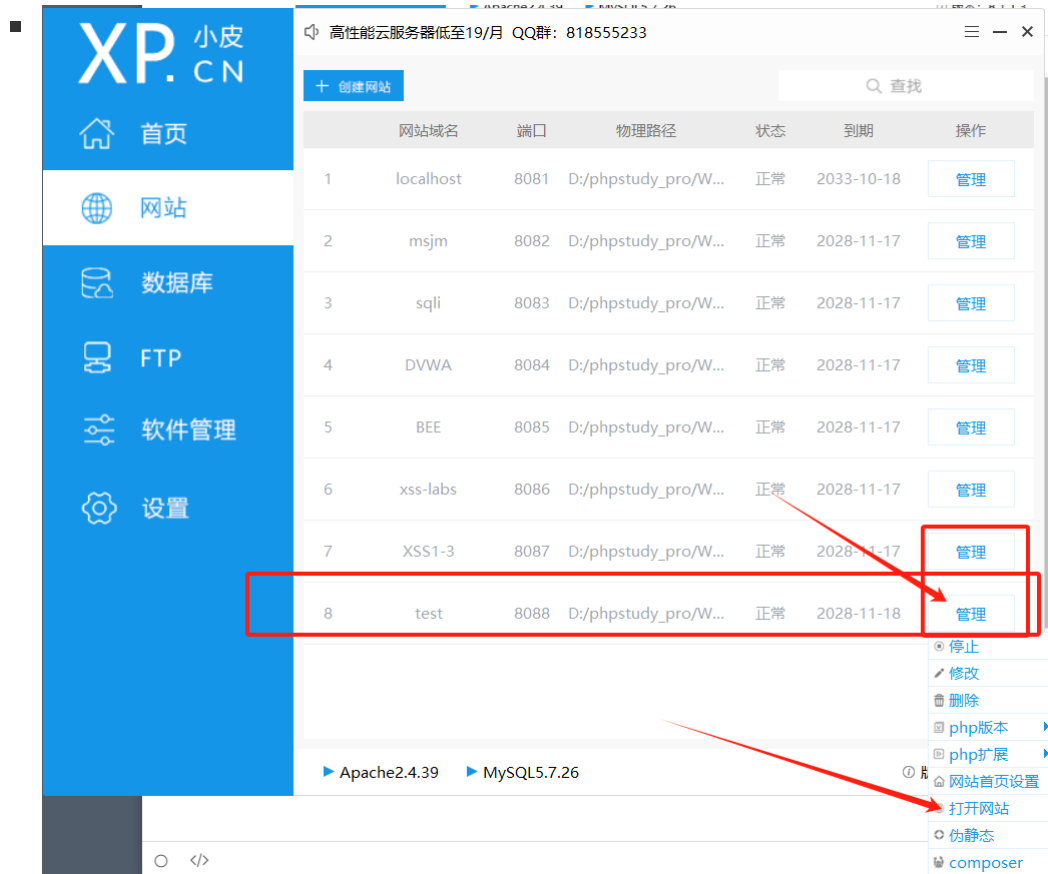 Apache2.4.39 MySQL5.7.26
XP. 小皮 CN
高性能云服务器低至19/月 QQ群：818555233
创建网站
查找
首页
网站
数据库
FTP
软件管理
设置
网站域名 端口 物理路径 状态 到期 操作
1 localhost 8081 D:/phpstudy_pro/W... 正常 2033-10-18 管理
2 msjm 8082 D:/phpstudy_pro/W... 正常 2028-11-17 管理
3 sqli 8083 D:/phpstudy_pro/W... 正常 2028-11-17 管理
4 DVWA 8084 D:/phpstudy_pro/W... 正常 2028-11-17 管理
5 BEE 8085 D:/phpstudy_pro/W... 正常 2028-11-17 管理
6 xss-labs 8086 D:/phpstudy_pro/W... 正常 2028-11-17 管理
7 XSS1-3 8087 D:/phpstudy_pro/W... 正常 2028-11-17 管理
8 test 8088 D:/phpstudy_pro/W... 正常 2028-11-18 管理
停止
修改
删除
php版本
php扩展
网站首页设置
打开网站
伪静态
composer
Apache2.4.39 MySQL5.7.26